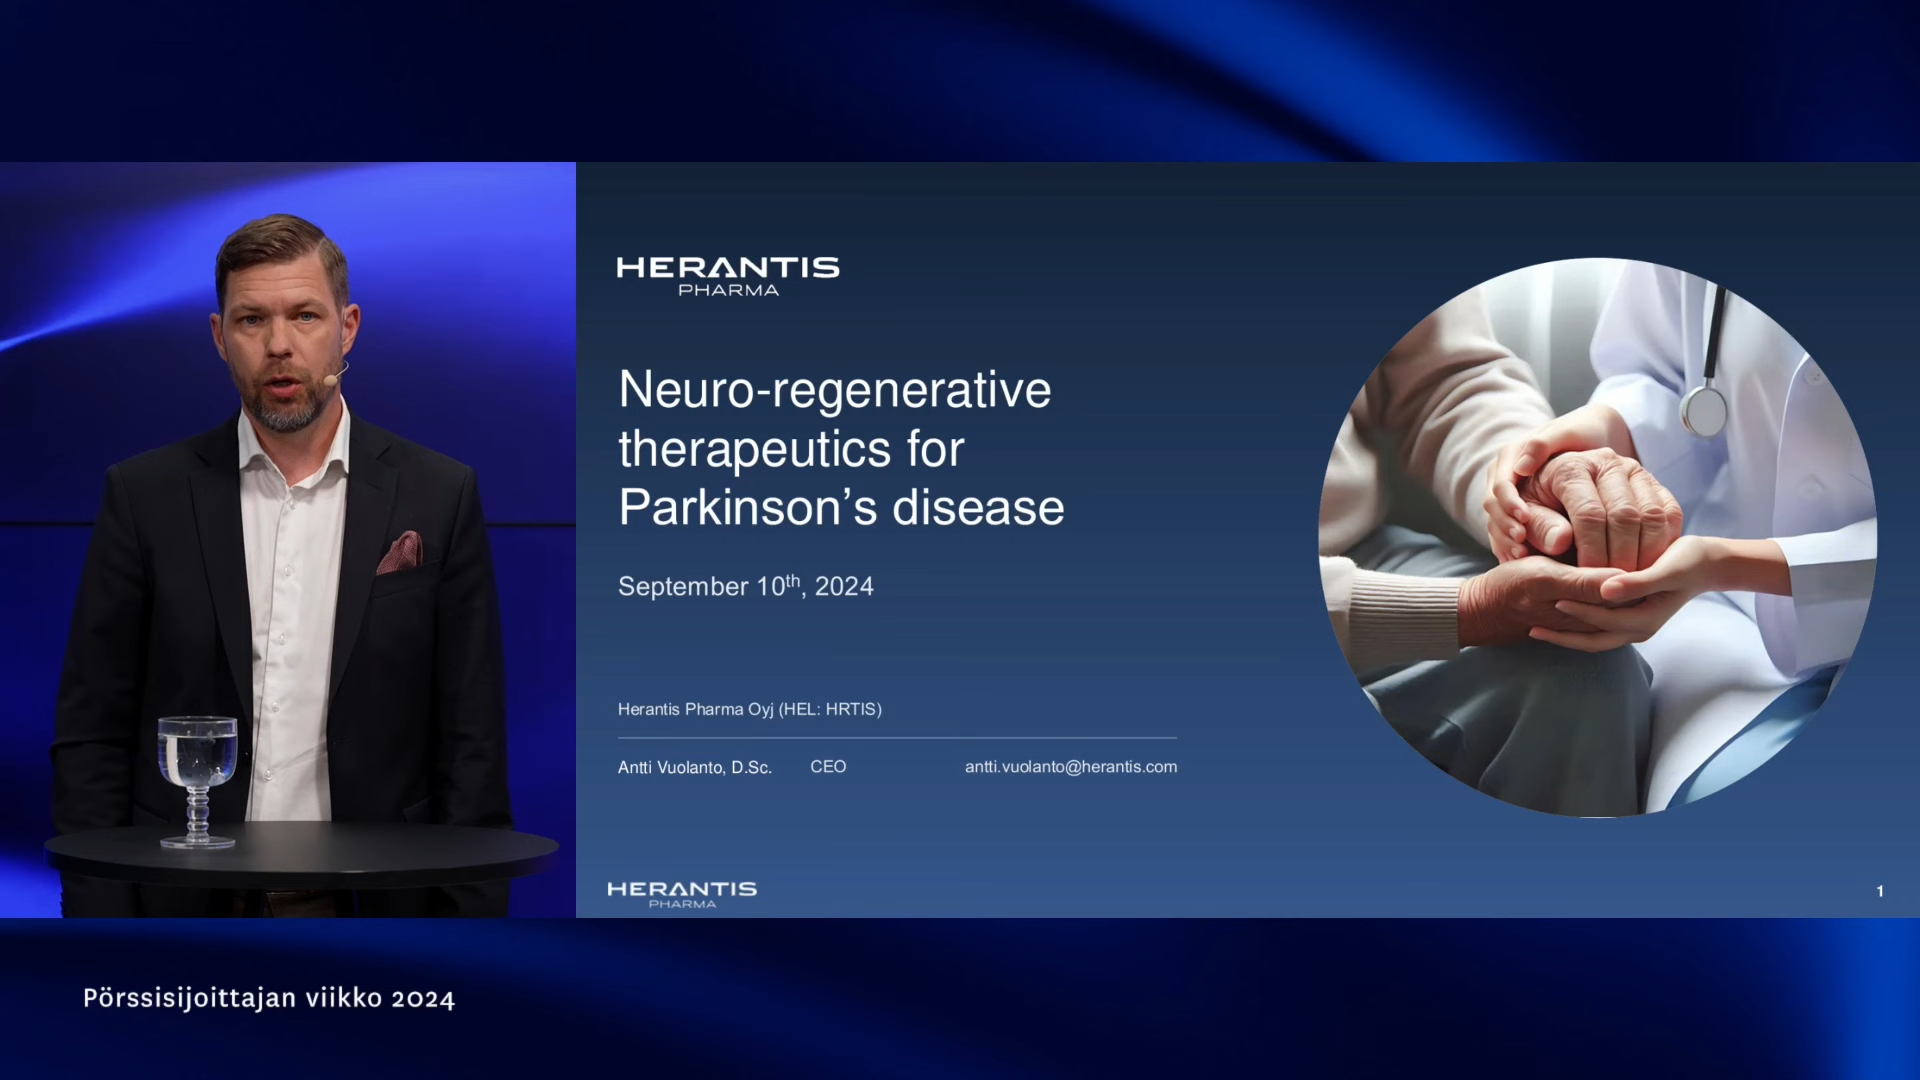 HERANTIS
PHARMA
Neuro-regenerative
therapeutics for
Parkinson’s disease
September 10th, 2024
Herantis Pharma Oyj (HEL: HRTIS)
Antti Vuolanto, D.Sc. CEO antti.vuolanto@herantis.com
HERANTIS
PHARMA
1
Pörssisijoittajan viikko 2024